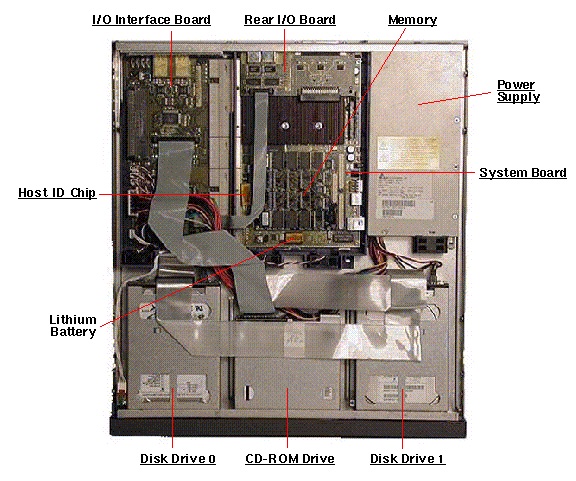 I/O Interface Board
Rear I/O Board
Memory
Power
Supply
System Board
Host ID Chip
Lithium
Battery
Disk Drive 0
CD-ROM Drive
Disk Drive 1